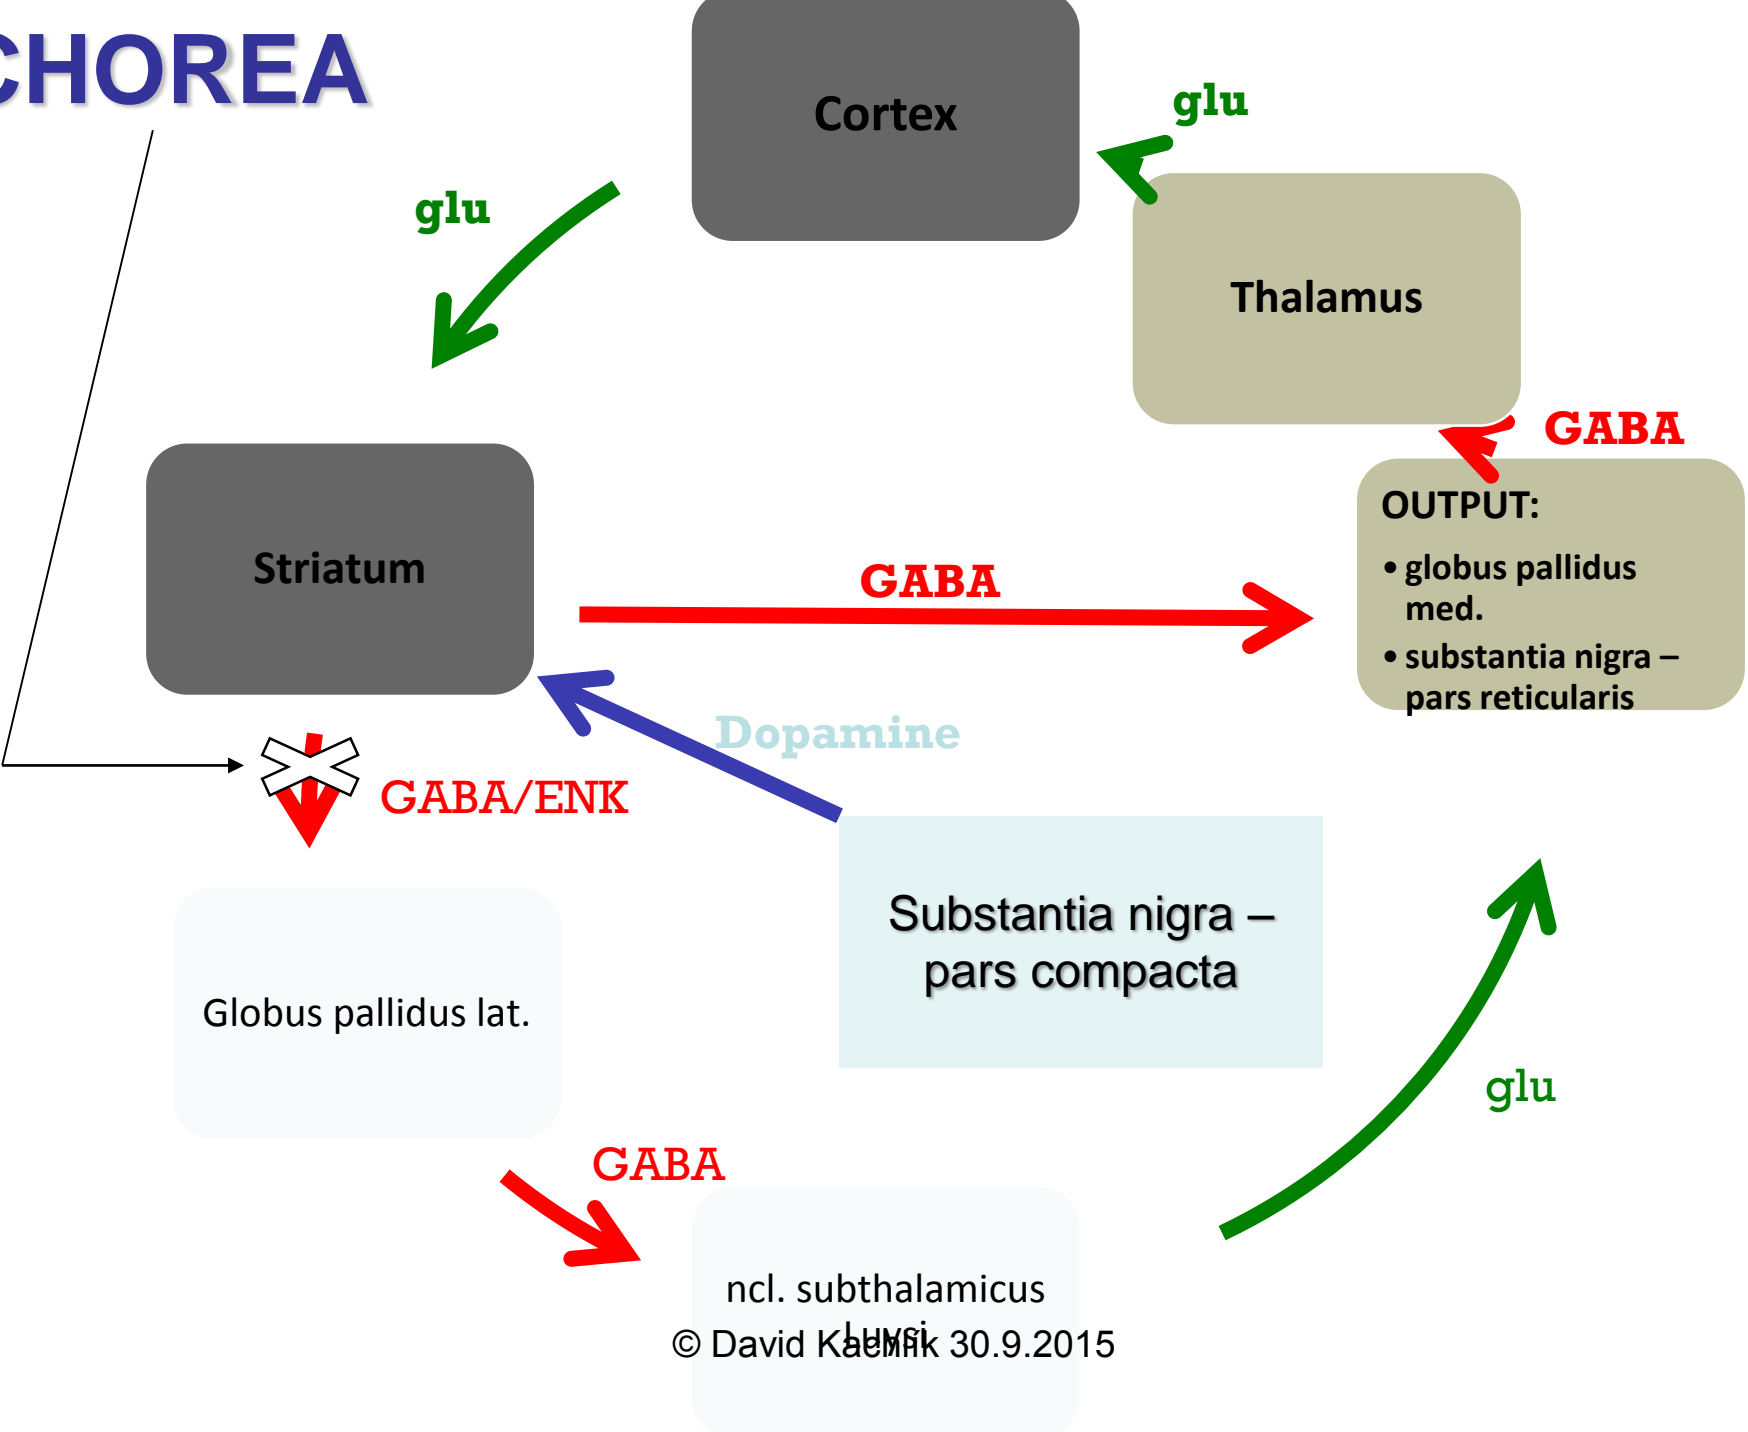 CHOREA
Cortex
glu
glu
Thalamus
GABA
OUTPUT:
• globus pallidus
med.
• substantia nigra –
pars reticularis
Striatum
GABA
Dopamine
GABA/ENK
Substantia nigra –
pars compacta
Globus pallidus lat.
glu
GABA
ncl. subthalamicus
Luysi
© David Kachlík 30.9.2015